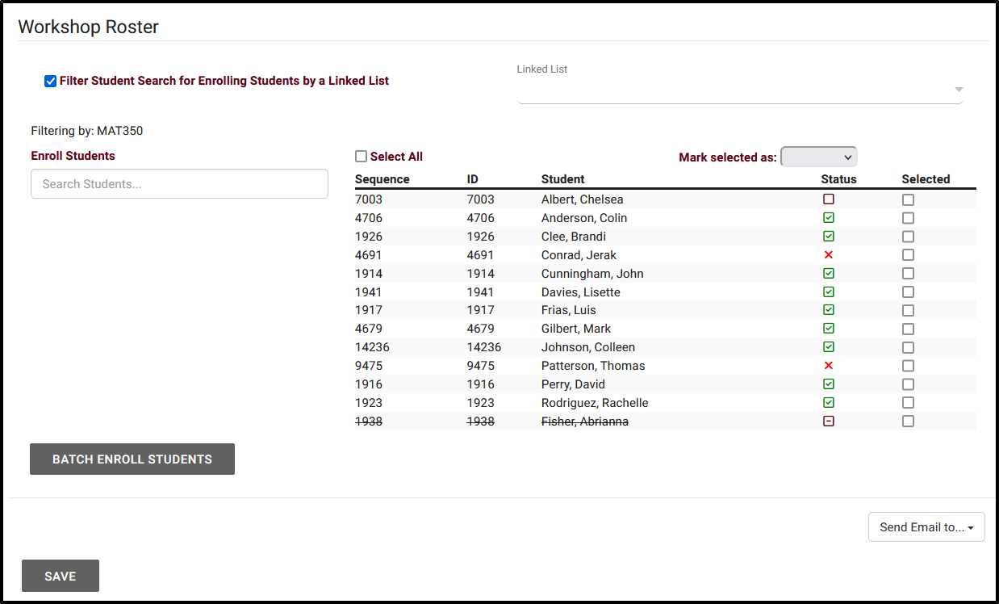 Workshop Roster
Filter Student Search for Enrolling Students by a Linked List
Linked List
Filtering by: MAT350
Enroll Students
Search Students...
Select All
Mark selected as:
Sequence ID Student Status Selected
7003 7003 Albert, Chelsea
4706 4706 Anderson, Colin
1926 1926 Clee, Brandi
4691 4691 Conrad, Jerak
1914 1914 Cunningham, John
1941 1941 Davies, Lisette
1917 1917 Frias, Luis
4679 4679 Gilbert, Mark
14236 14236 Johnson, Colleen
9475 9475 Patterson, Thomas
1916 1916 Perry, David
1923 1923 Rodriguez, Rachelle
1938 1938 Fisher, Abrianna
BATCH ENROLL STUDENTS
Send Email to...
SAVE